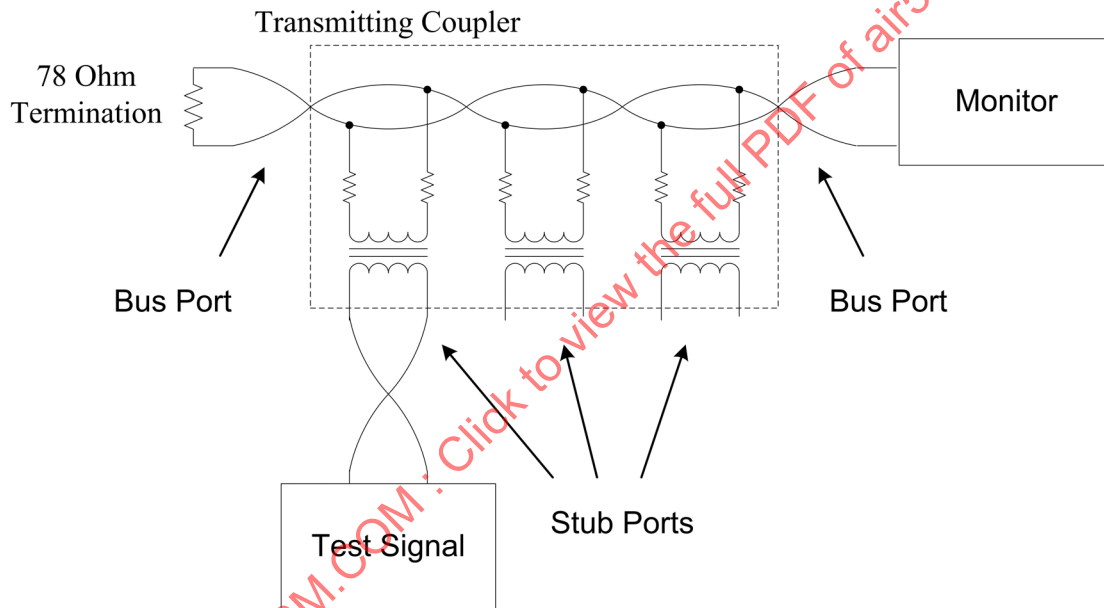 Transmitting Coupler
78 Ohm
Termination
Monitor
Bus Port
Bus Port
Stub Ports
Test Signal
COM : Click to view the full PDF of